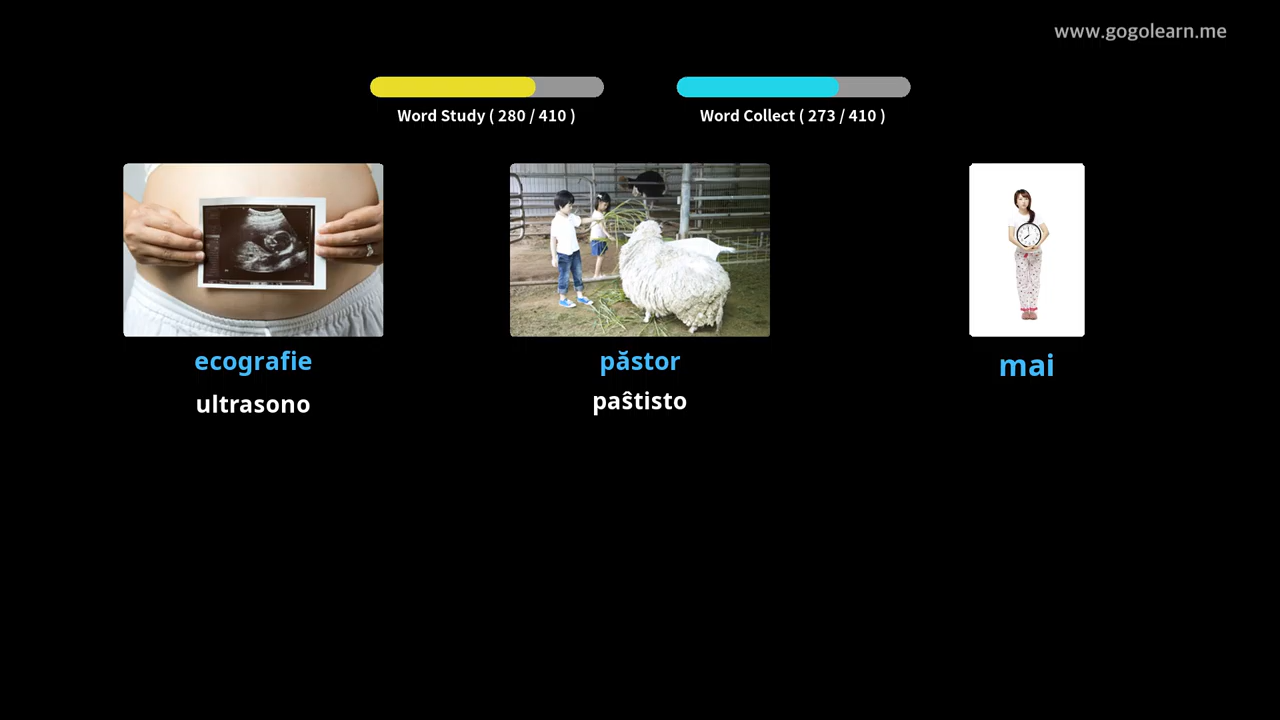 www.gogolearn.me
Word Study ( 280 / 410 )
Word Collect ( 273 / 410 )
ecografie
ultrasono
păstor
paŝtisto
mai